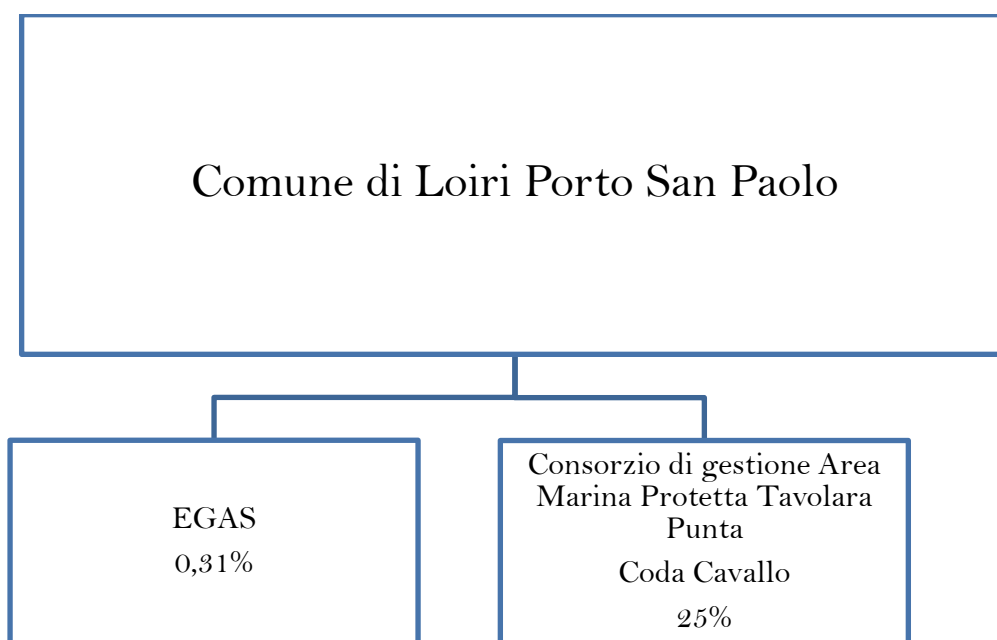 Comune di Loiri Porto San Paolo
EGAS
0,31%
Consorzio di gestione Area
Marina Protetta Tavolara
Punta
Coda Cavallo
25%